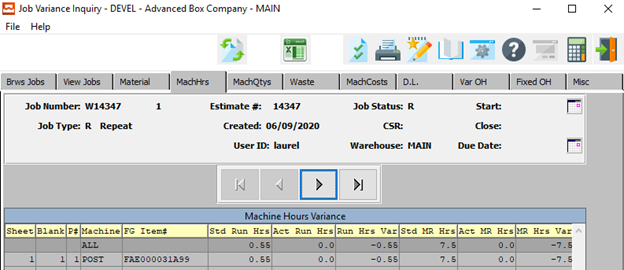 Job Variance Inquiry - DEVEL - Advanced Box Company - MAIN
File Help
Brws Jobs View Jobs Material MachHrs MachQtys Waste MachCosts D.L. Var OH Fixed OH Misc
Job Number: W14347 1 Estimate #: 14347 Job Status: R Start:
Job Type: R Repeat Created: 06/09/2020 CSR: Close:
User ID: laurel Warehouse: MAIN Due Date:
Machine Hours Variance
Sheet Blank P# Machine FG Item# Std Run Hrs Act Run Hrs Run Hrs Var Std MR Hrs Act MR Hrs MR Hrs Var
ALL 0.55 0.0 -0.55 7.5 0.0 -7.5
1 1 1 POST FAE000031A99 0.55 0.0 -0.55 7.5 0.0 -7.5